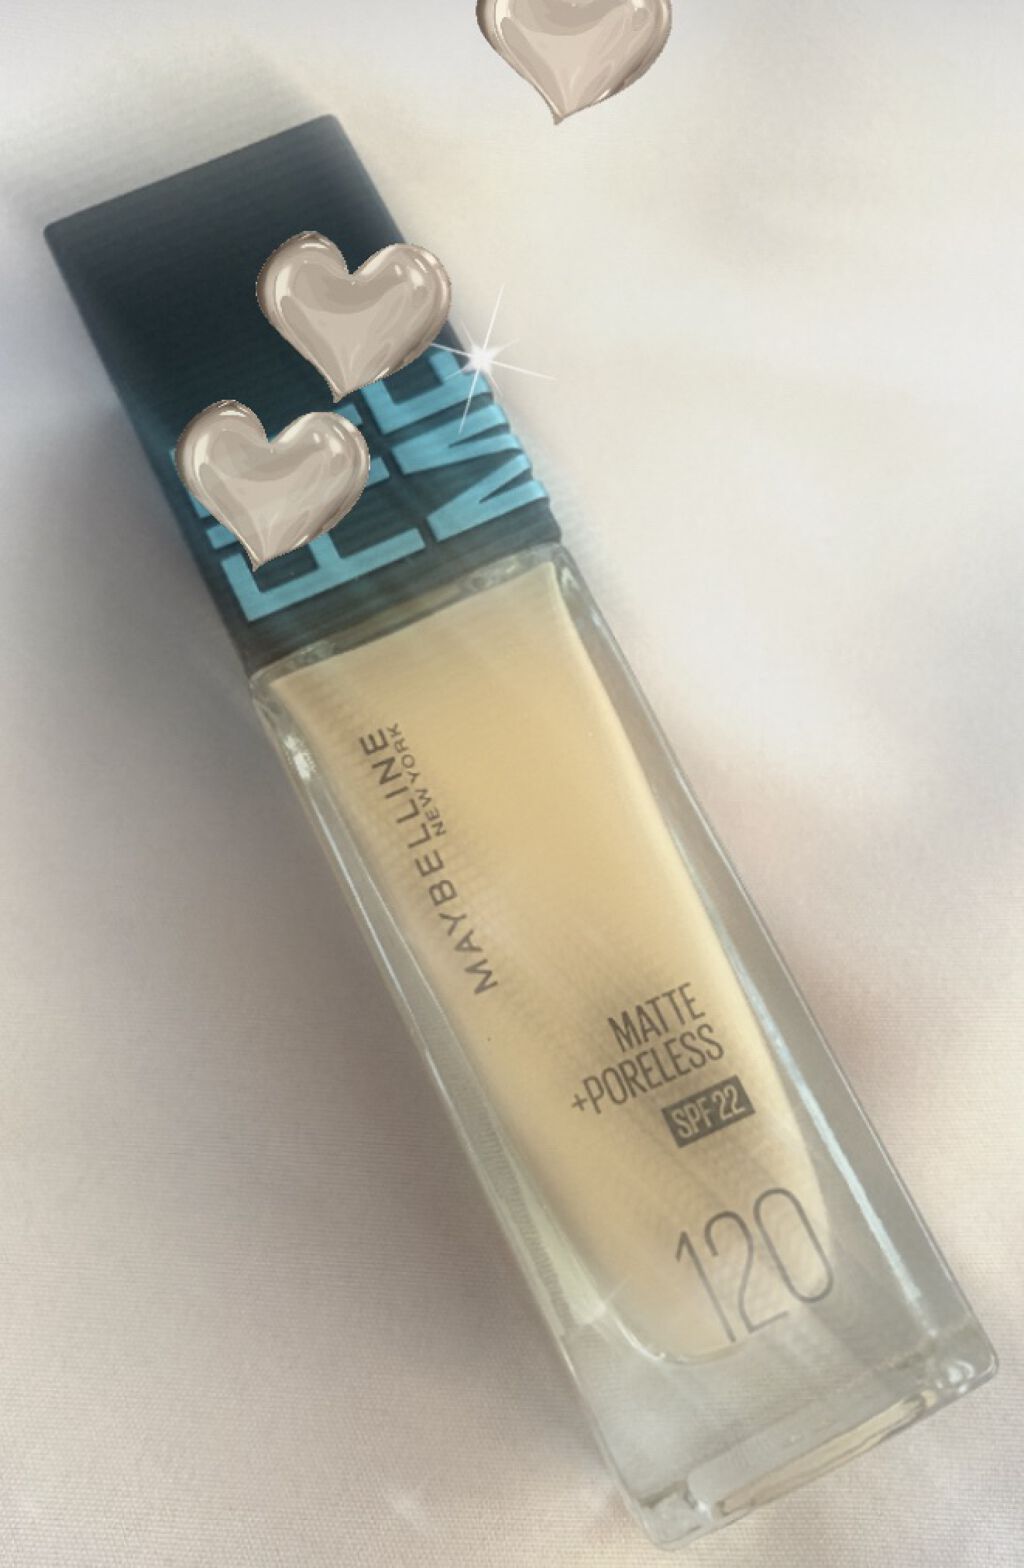 MAYBELLINE
NEW YORK
MATTE
+PORELESS
SPF 22
120